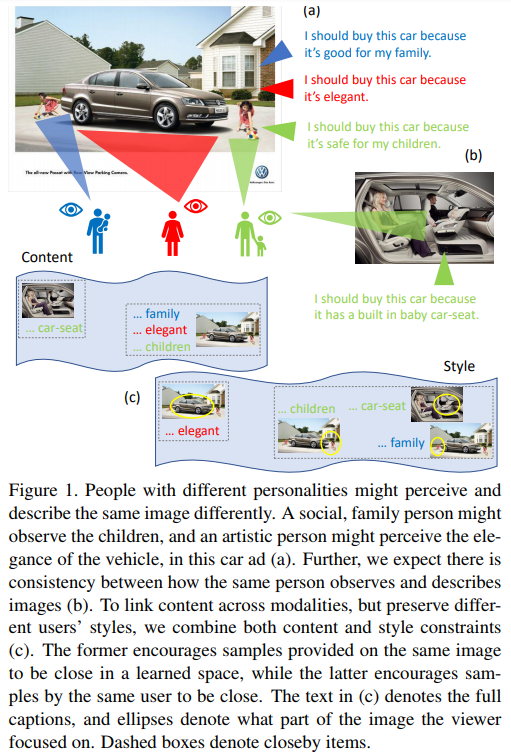 (a)
I should buy this car because
it's good for my family.
I should buy this car because
it's elegant.
I should buy this car because
it's safe for my children.
The all-new Passat with Rear View Parking Camera.
(b)
Content
I should buy this car because
it has a built in baby car-seat.
... car-seat
... family
... elegant
... children
(c)
Style
... elegant
... children
... car-seat
... family
Figure 1. People with different personalities might perceive and
describe the same image differently. A social, family person might
observe the children, and an artistic person might perceive the ele-
gance of the vehicle, in this car ad (a). Further, we expect there is
consistency between how the same person observes and describes
images (b). To link content across modalities, but preserve differ-
ent users' styles, we combine both content and style constraints
(c). The former encourages samples provided on the same image
to be close in a learned space, while the latter encourages sam-
ples by the same user to be close. The text in (c) denotes the full
captions, and ellipses denote what part of the image the viewer
focused on. Dashed boxes denote closeby items.